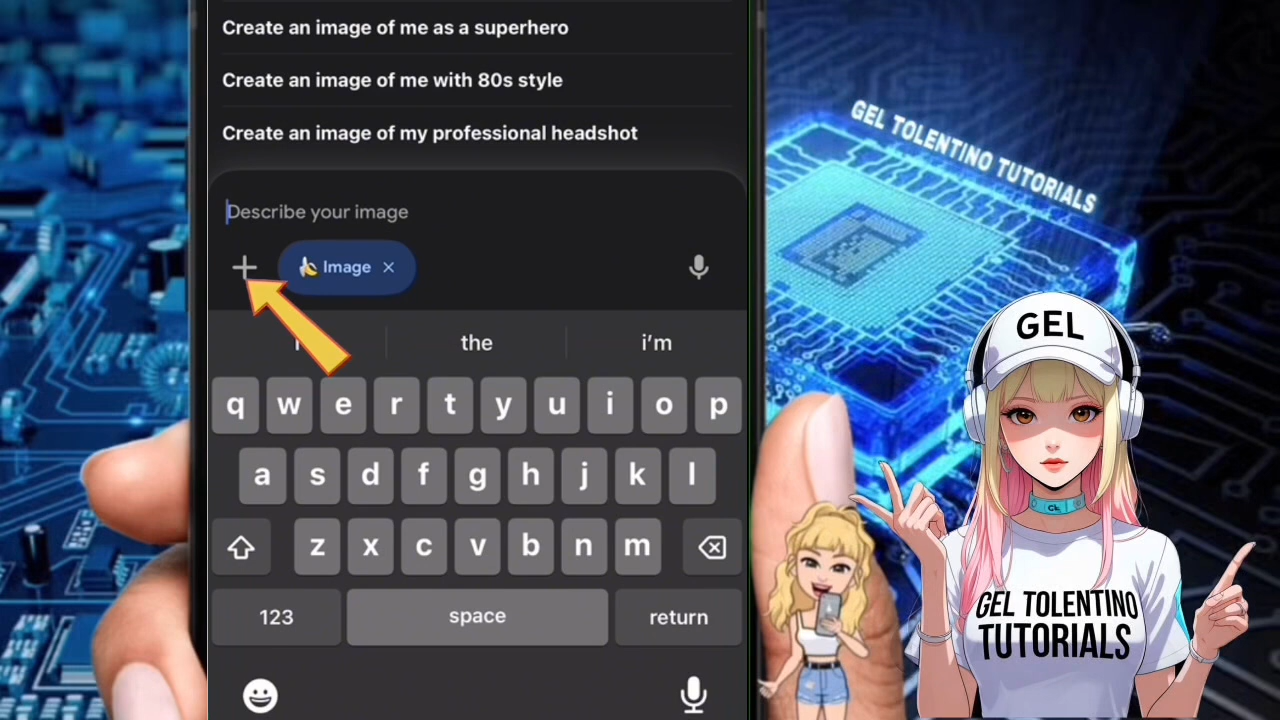 Create an image of me as a superhero
Create an image of me with 80s style
Create an image of my professional headshot
Describe your image
Image
the
i'm
q w e r t y u i o p
a s d f g h j k l
z x c v b n m
123
space
return
GEL TOLENTINO TUTORIALS
GEL
GEL TOLENTINO
TUTORIALS